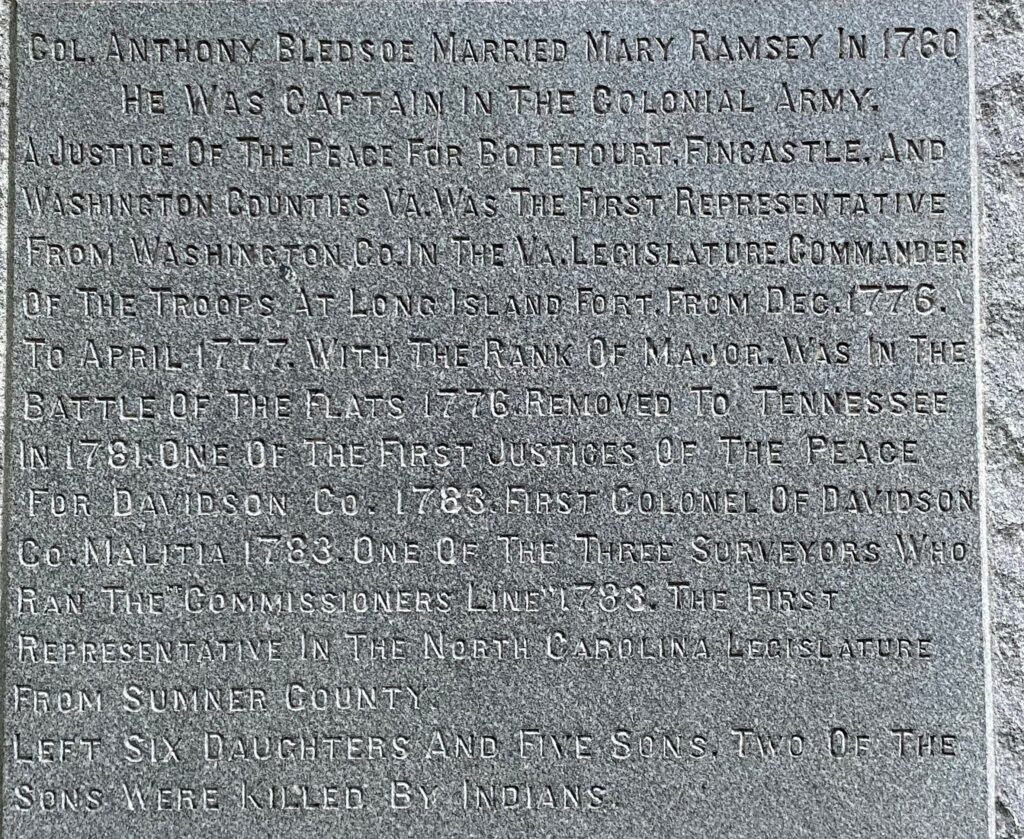 COL. ANTHONY BLEDSOE MARRIED MARY RAMSEY IN 1760
HE WAS CAPTAIN IN THE COLONIAL ARMY.
A JUSTICE OF THE PEACE FOR BOTETOURT, FINCASTLE, AND
WASHINGTON COUNTIES VA. WAS THE FIRST REPRESENTATIVE
FROM WASHINGTON CO. IN THE VA. LEGISLATURE. COMMANDER
OF THE TROOPS AT LONG ISLAND FORT. FROM DEC. 1776.
TO APRIL 1777. WITH THE RANK OF MAJOR. WAS IN THE
BATTLE OF THE FLATS 1776. REMOVED TO TENNESSEE
IN 1781. ONE OF THE FIRST JUSTICES OF THE PEACE
FOR DAVIDSON CO. 1783. FIRST COLONEL OF DAVIDSON
CO. MALITIA 1783. ONE OF THE THREE SURVEYORS WHO
RAN THE "COMMISSIONERS LINE" 1783. THE FIRST
REPRESENTATIVE IN THE NORTH CAROLINA LEGISLATURE
FROM SUMNER COUNTY.
LEFT SIX DAUGHTERS AND FIVE SONS. TWO OF THE
SONS WERE KILLED BY INDIANS.